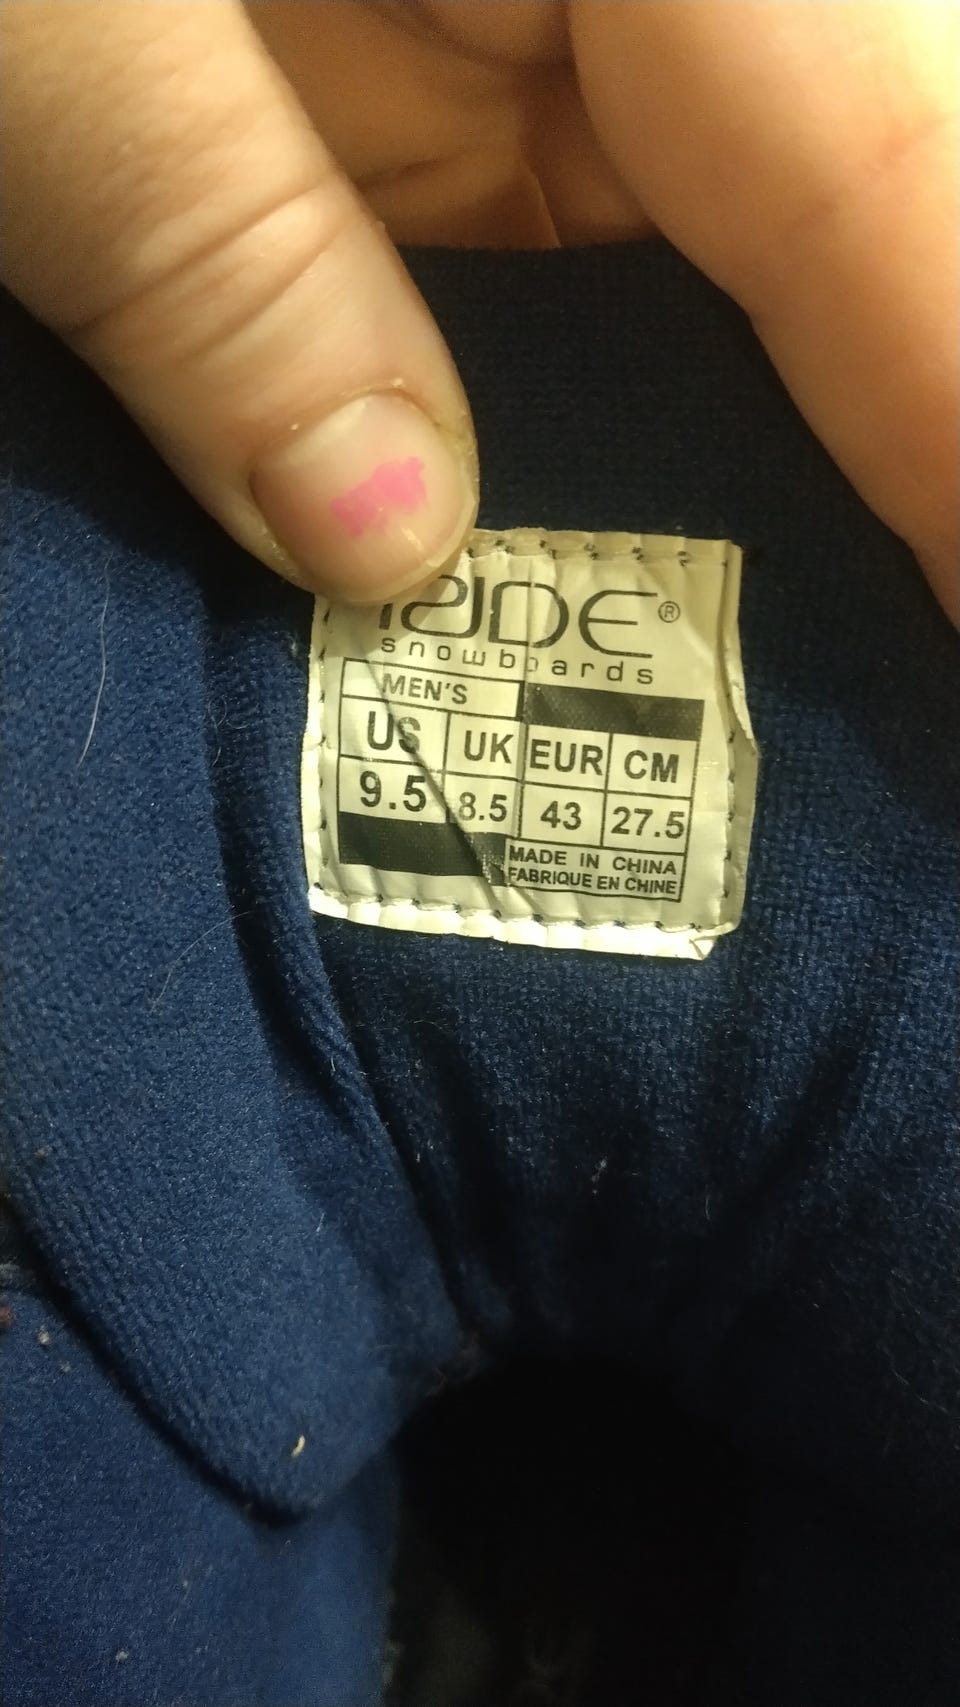 RIDE®
snowboards
MEN'S
US UK EUR CM
9.5 8.5 43 27.5
MADE IN CHINA
FABRIQUE EN CHINE